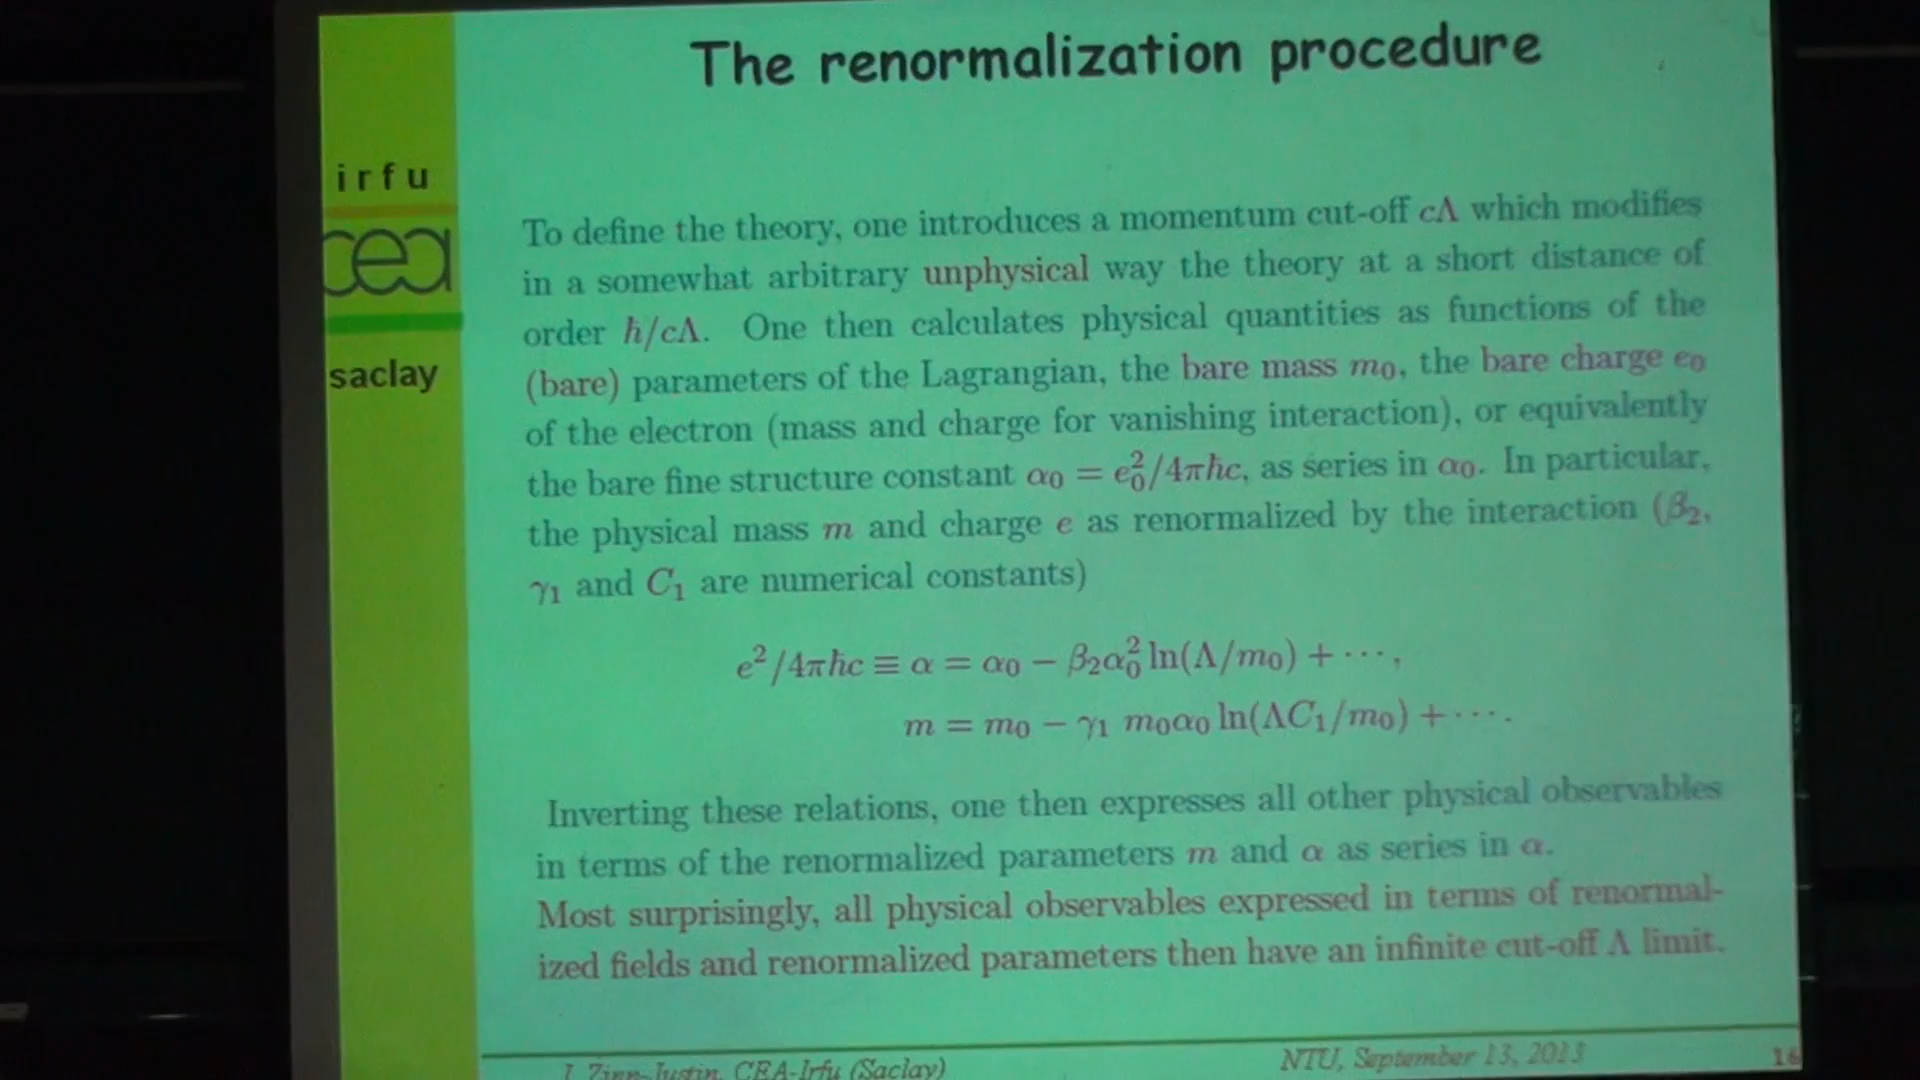 The renormalization procedure
irfu
cea
saclay
To define the theory, one introduces a momentum cut-off cΛ which modifies
in a somewhat arbitrary unphysical way the theory at a short distance of
order ℏ/cΛ. One then calculates physical quantities as functions of the
(bare) parameters of the Lagrangian, the bare mass m₀, the bare charge e₀
of the electron (mass and charge for vanishing interaction), or equivalently
the bare fine structure constant α₀ = e₀²/4πℏc, as series in α₀. In particular,
the physical mass m and charge e as renormalized by the interaction (β₂,
γ₁ and C₁ are numerical constants)
e²/4πℏc ≡ α = α₀ − β₂α₀² ln(Λ/m₀) + ⋯ ,
m = m₀ − γ₁ m₀α₀ ln(ΛC₁/m₀) + ⋯ .
Inverting these relations, one then expresses all other physical observables
in terms of the renormalized parameters m and α as series in α.
Most surprisingly, all physical observables expressed in terms of renormal-
ized fields and renormalized parameters then have an infinite cut-off Λ limit.
J. Zinn-Justin, CEA-Irfu (Saclay)
NTU, September 13, 2013
16